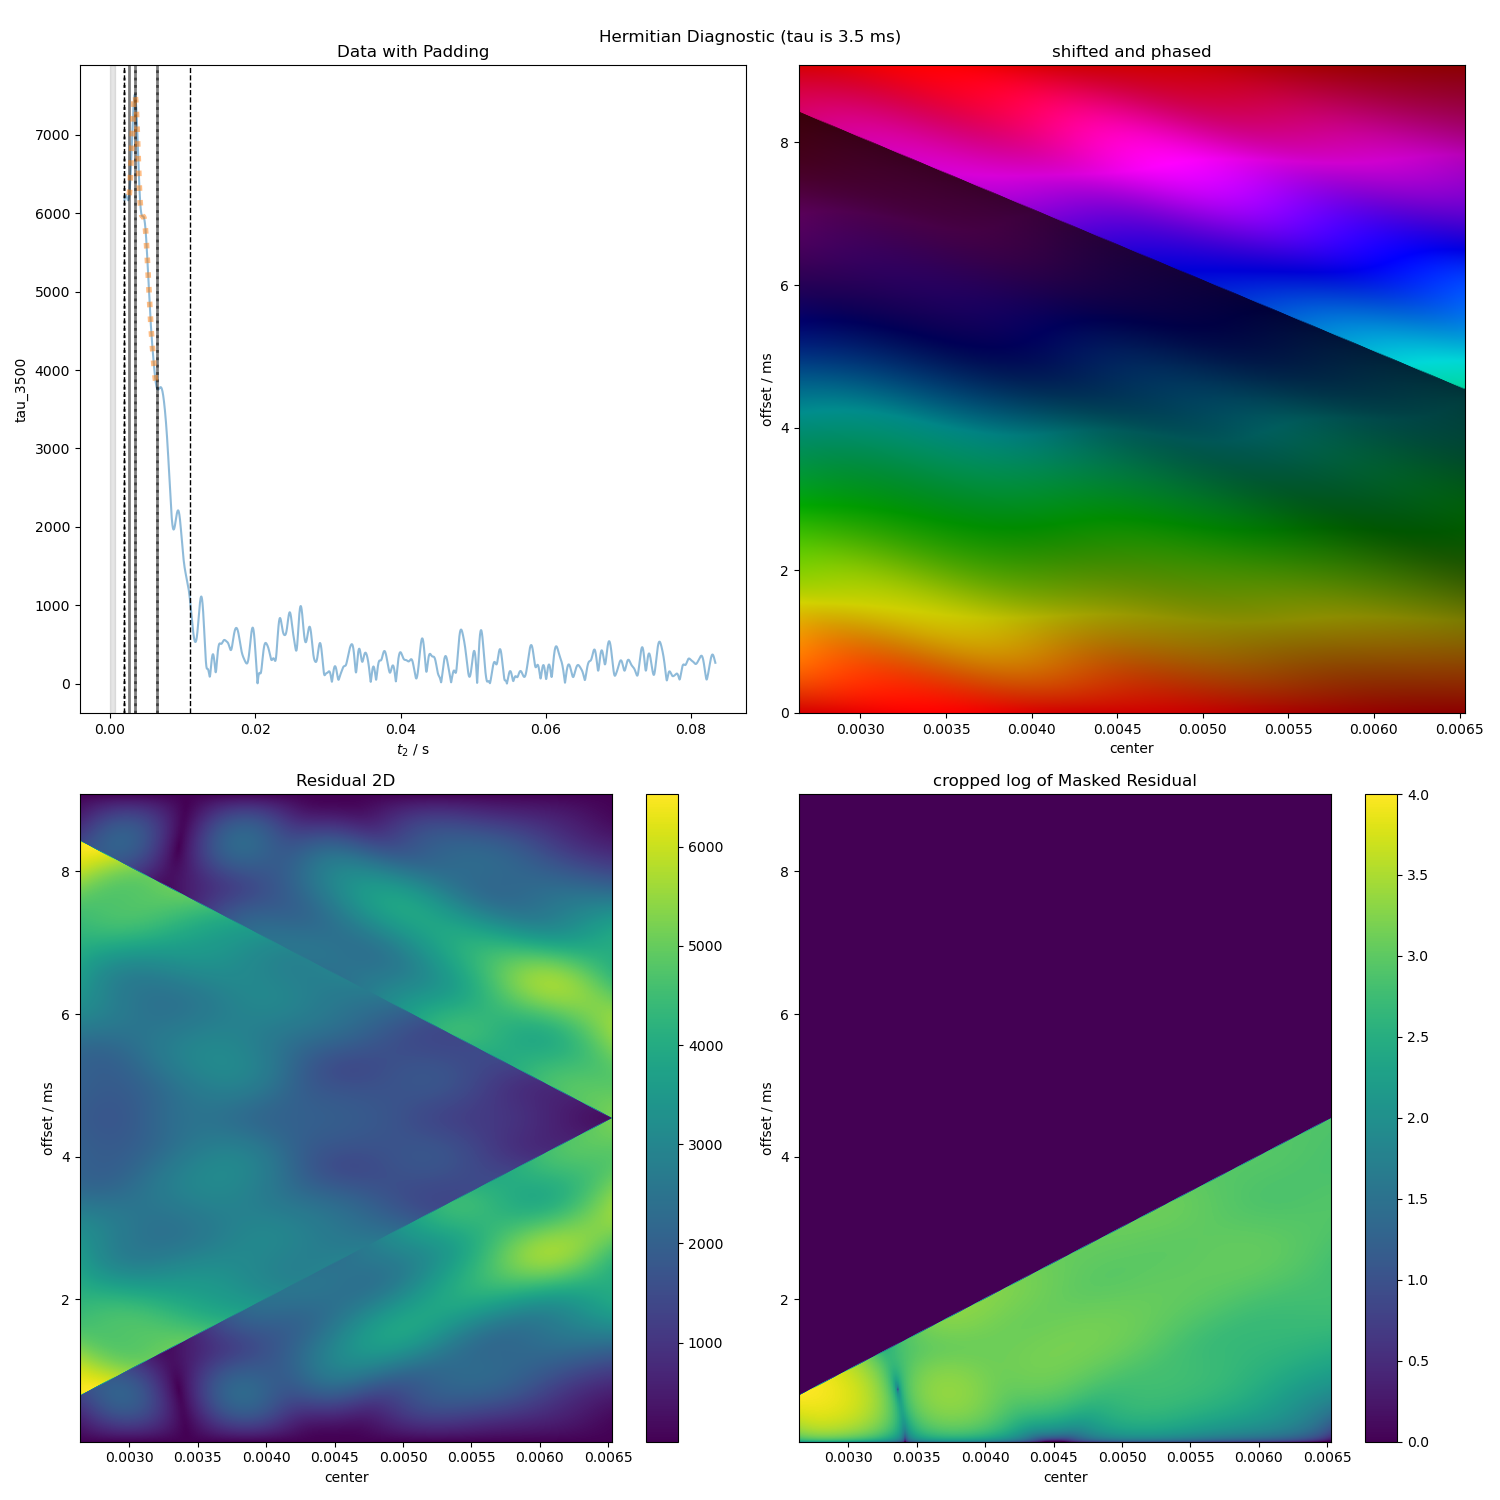 Hermitian Diagnostic (tau is 3.5 ms)
Data with Padding
shifted and phased
7000
6000
5000
4000
3000
2000
1000
0
tau_3500
0.00 0.02 0.04 0.06 0.08
t2 / s
8
6
4
2
0
offset / ms
0.0030 0.0035 0.0040 0.0045 0.0050 0.0055 0.0060 0.0065
center
Residual 2D
8
6
4
2
offset / ms
0.0030 0.0035 0.0040 0.0045 0.0050 0.0055 0.0060 0.0065
center
6000
5000
4000
3000
2000
1000
cropped log of Masked Residual
8
6
4
2
offset / ms
0.0030 0.0035 0.0040 0.0045 0.0050 0.0055 0.0060 0.0065
center
4.0
3.5
3.0
2.5
2.0
1.5
1.0
0.5
0.0